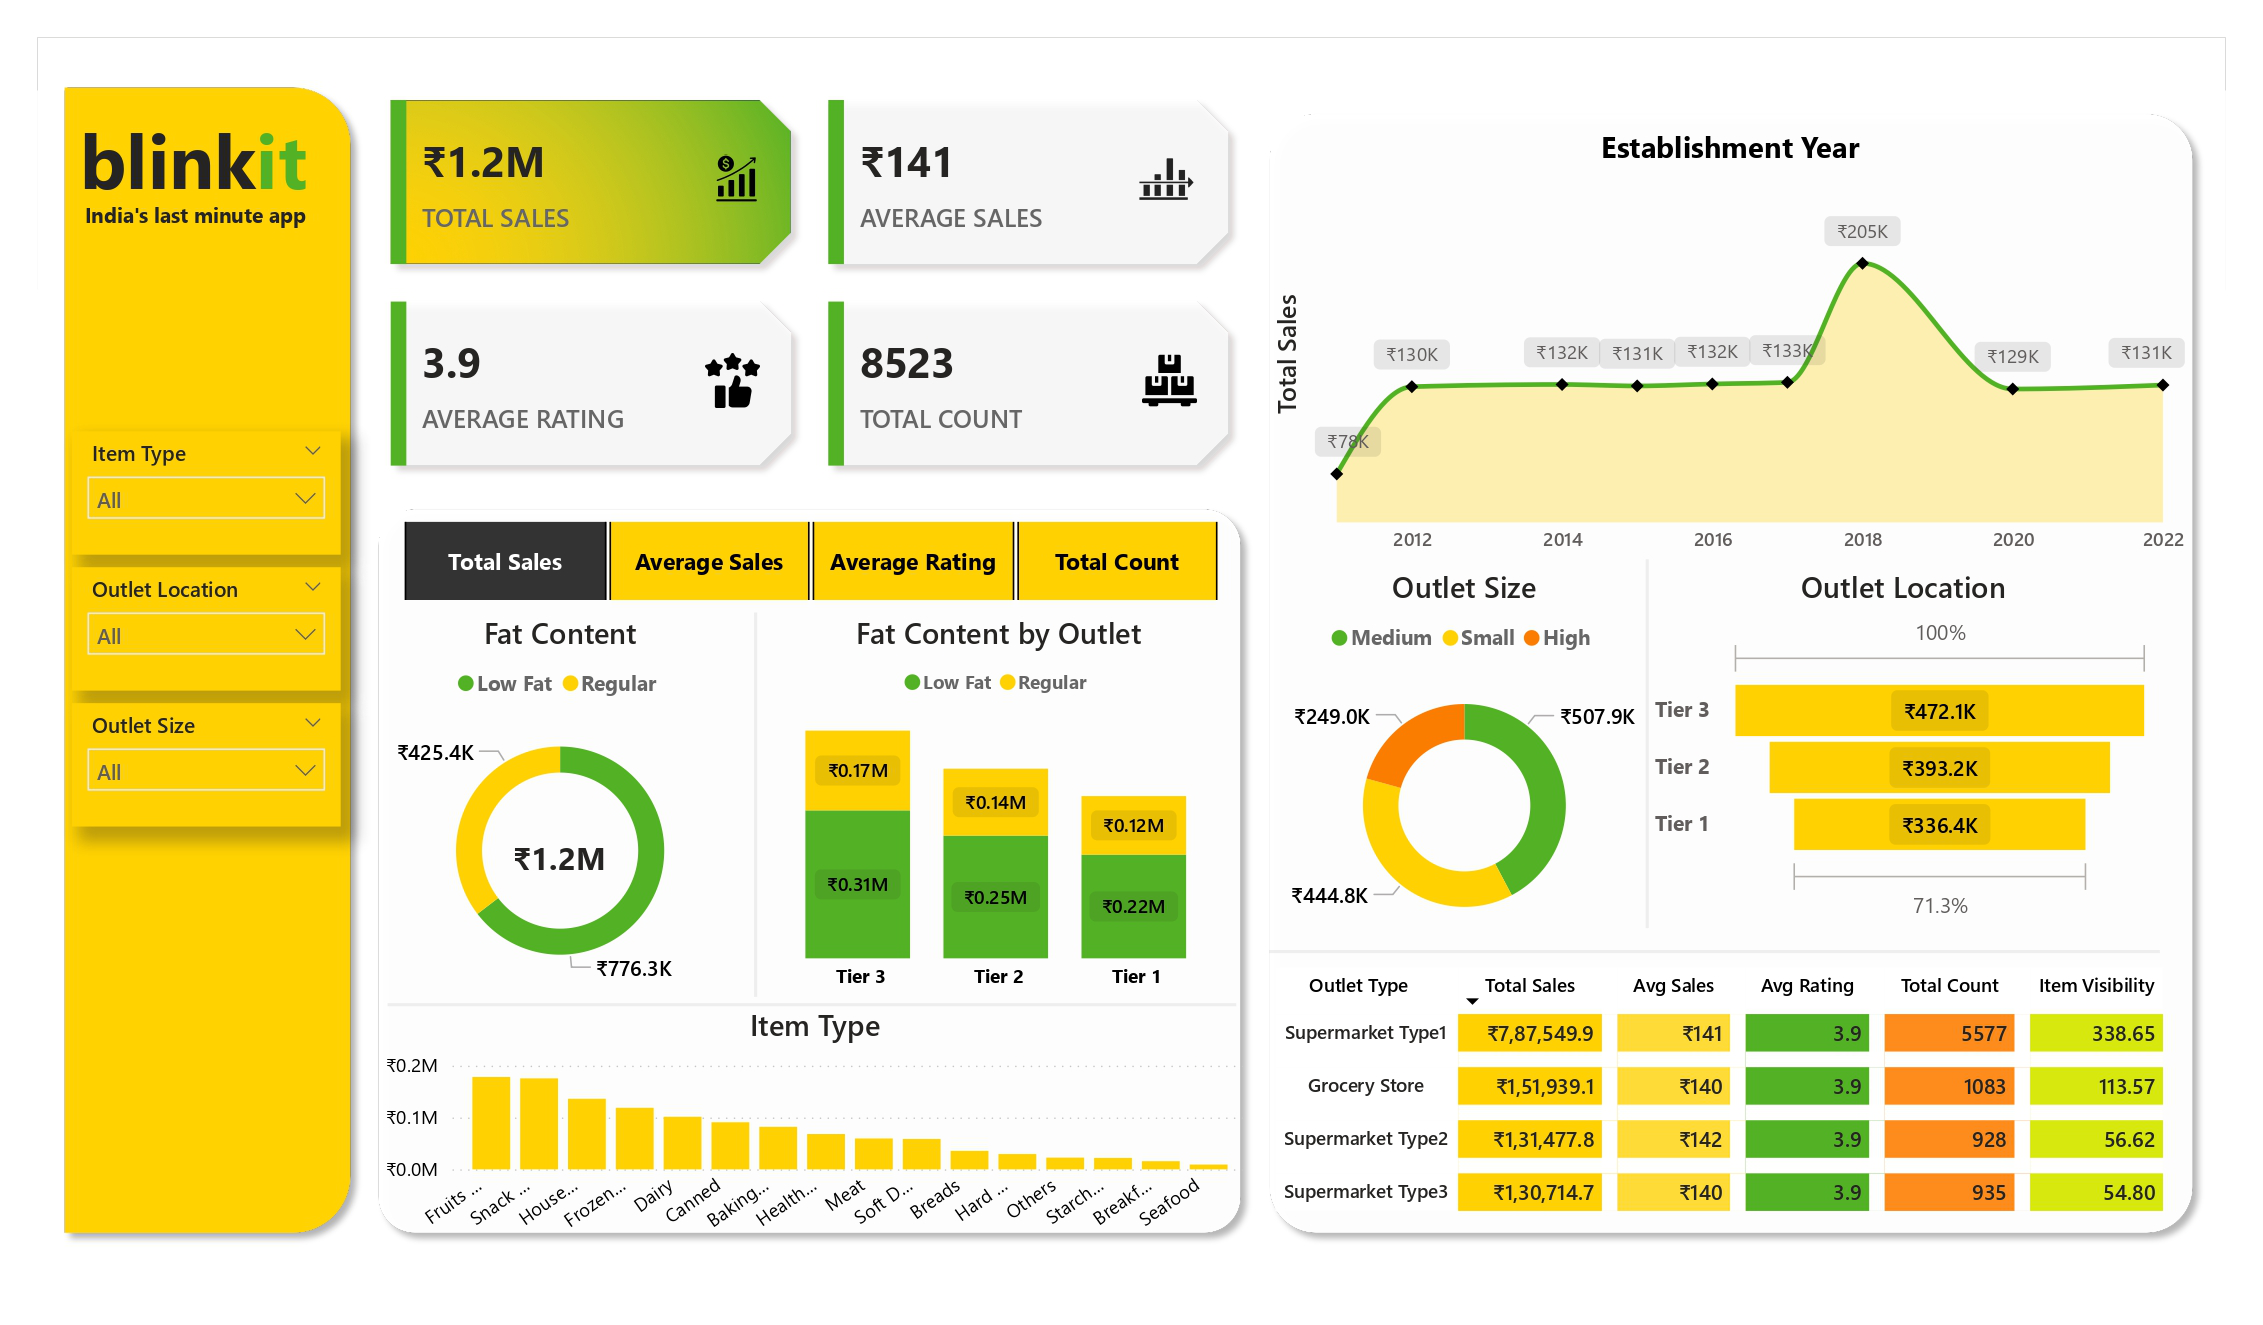 blinkit
India's last minute app
Item Type
All
Outlet Location
All
Outlet Size
All
₹1.2M
TOTAL SALES
₹141
AVERAGE SALES
3.9
AVERAGE RATING
8523
TOTAL COUNT
Total Sales Average Sales Average Rating Total Count
Fat Content
Low Fat Regular
₹425.4K
₹1.2M
₹776.3K
Fat Content by Outlet
Low Fat Regular
₹0.17M ₹0.14M ₹0.12M
₹0.31M ₹0.25M ₹0.22M
Tier 3 Tier 2 Tier 1
Item Type
₹0.2M
₹0.1M
₹0.0M
Fruits ... Snack ... House... Frozen... Dairy Canned Baking... Health... Meat Soft D... Breads Hard ... Others Starch... Breakf... Seafood
Establishment Year
Total Sales
₹78K ₹130K ₹132K ₹131K ₹132K ₹133K ₹205K ₹129K ₹131K
2012 2014 2016 2018 2020 2022
Outlet Size
Medium Small High
₹249.0K ₹507.9K
₹444.8K
Outlet Location
100%
Tier 3 ₹472.1K
Tier 2 ₹393.2K
Tier 1 ₹336.4K
71.3%
Outlet Type Total Sales Avg Sales Avg Rating Total Count Item Visibility
Supermarket Type1 ₹7,87,549.9 ₹141 3.9 5577 338.65
Grocery Store ₹1,51,939.1 ₹140 3.9 1083 113.57
Supermarket Type2 ₹1,31,477.8 ₹142 3.9 928 56.62
Supermarket Type3 ₹1,30,714.7 ₹140 3.9 935 54.80